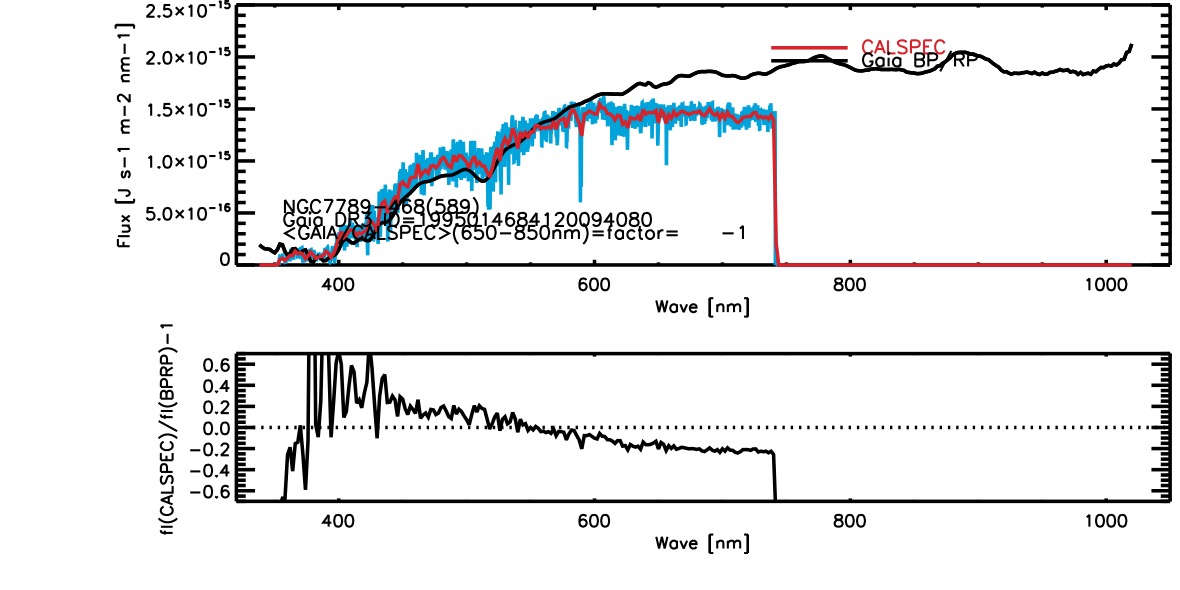 2.5×10−15
2.0×10−15
1.5×10−15
1.0×10−15
5.0×10−16
0
Flux [J s−1 m−2 nm−1]
CALSPEC
Gaia BP/RP
NGC7789−468(589)
Gaia DR3 ID=1995014684120094080
<GAIA/CALSPEC>(650−850nm)=factor= −1
400 600 800 1000
Wave [nm]
fl(CALSPEC)/fl(BPRP)−1
0.6
0.4
0.2
0.0
−0.2
−0.4
−0.6
400 600 800 1000
Wave [nm]